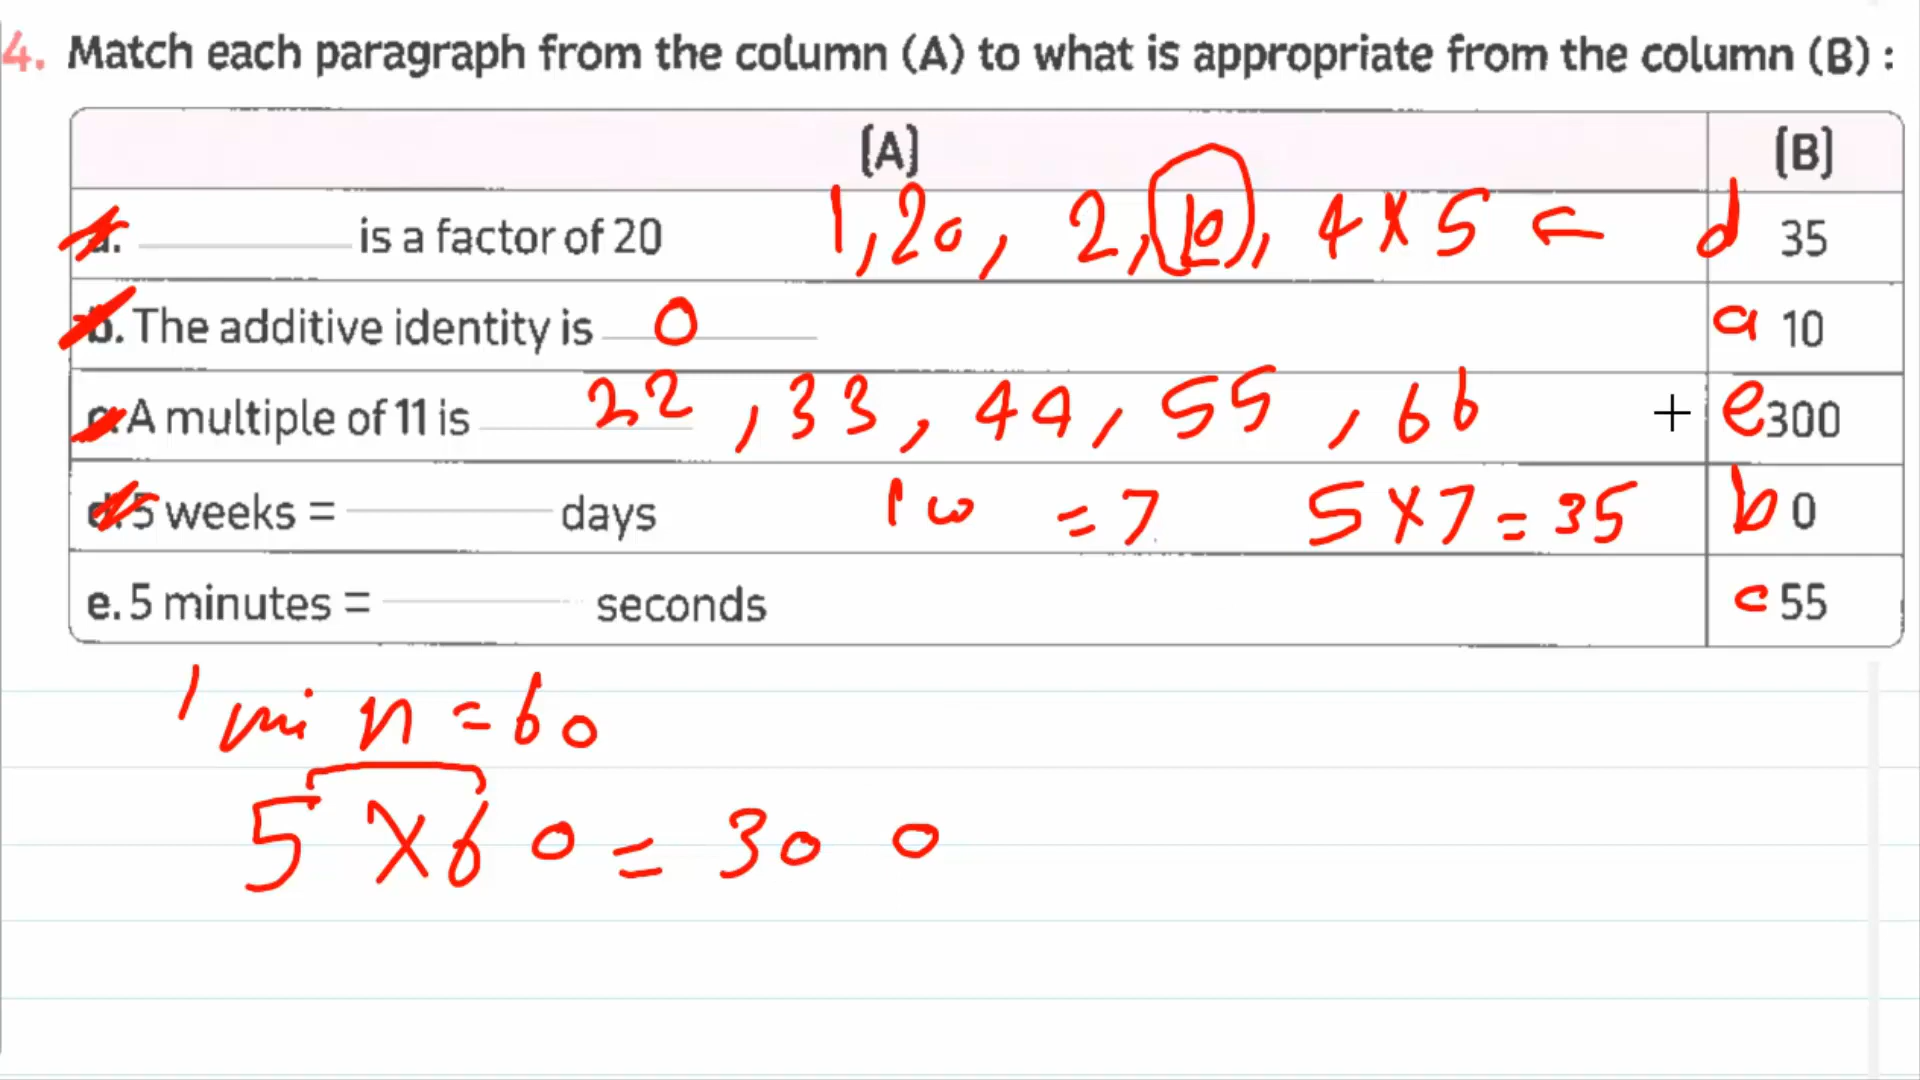 4. Match each paragraph from the column (A) to what is appropriate from the column (B) :
(A) (B)
a. is a factor of 20 1, 20, 2, 10, 4 × 5 d 35
b. The additive identity is 0 a 10
c. A multiple of 11 is 22, 33, 44, 55, 66 e 300
d. 5 weeks = days 1 w = 7 5 × 7 = 35 b 0
e. 5 minutes = seconds c 55
1 min = 60
5 × 60 = 300